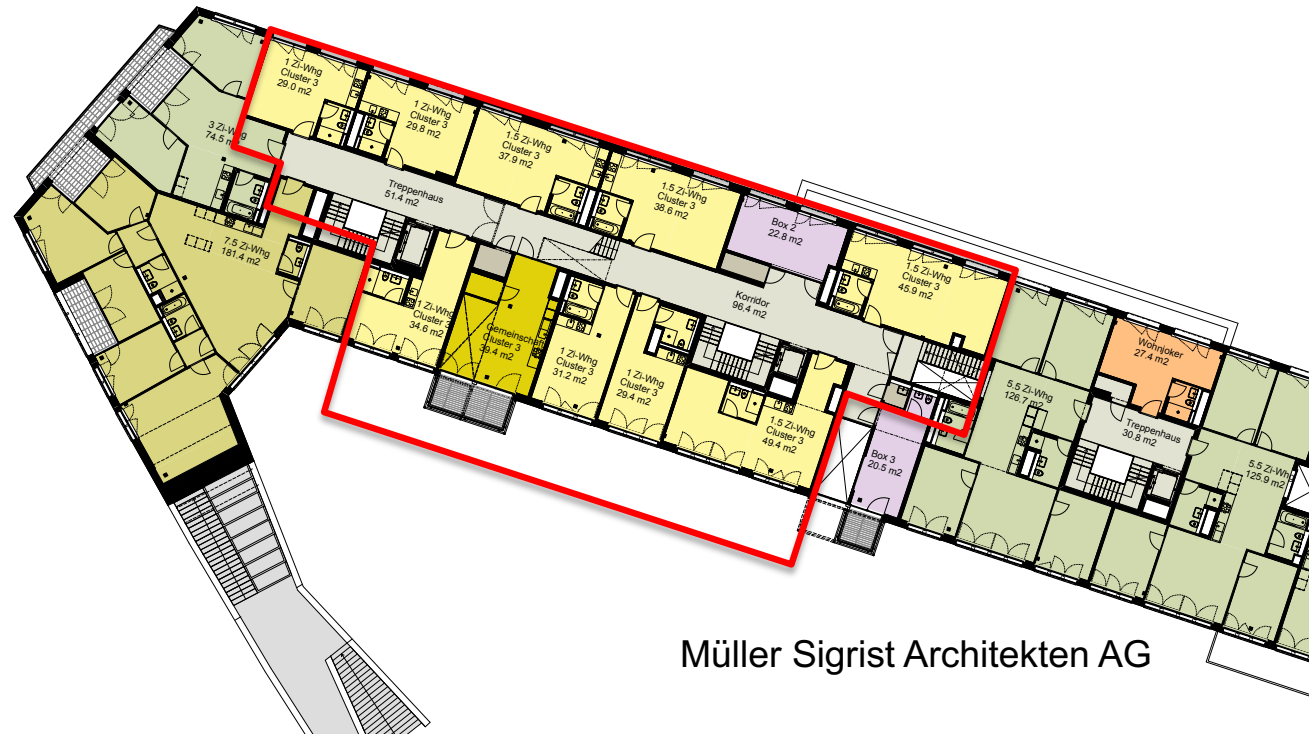 1 Zi-Whg
Cluster 3
29.0 m2
1 Zi-Whg
Cluster 3
29.8 m2
1.5 Zi-Whg
Cluster 3
37.9 m2
1.5 Zi-Whg
Cluster 3
38.6 m2
Box 2
22.8 m2
1.5 Zi-Whg
Cluster 3
45.9 m2
3 Zi-Whg
74.5 m2
Treppenhaus
51.4 m2
7.5 Zi-Whg
181.4 m2
Korridor
96.4 m2
1 Zi-Whg
Cluster 3
34.6 m2
Gemeinschaft
Cluster 3
39.4 m2
1 Zi-Whg
Cluster 3
31.2 m2
1 Zi-Whg
Cluster 3
29.4 m2
1.5 Zi-Whg
Cluster 3
49.4 m2
Box 3
20.5 m2
5.5 Zi-Whg
126.7 m2
Wohnjoker
27.4 m2
Treppenhaus
30.8 m2
5.5 Zi-Wh
125.9 m2
Müller Sigrist Architekten AG